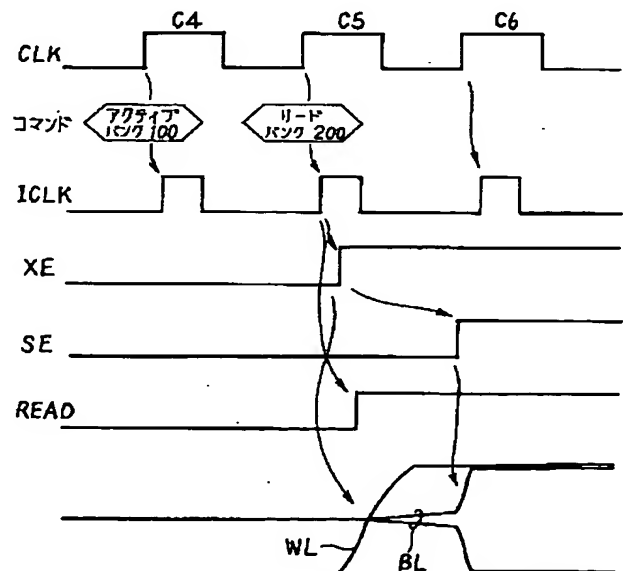 C4 C5 C6
CLK
コマンド
アクティブ
バンク100
リード
バンク200
ICLK
XE
SE
READ
WL
BL